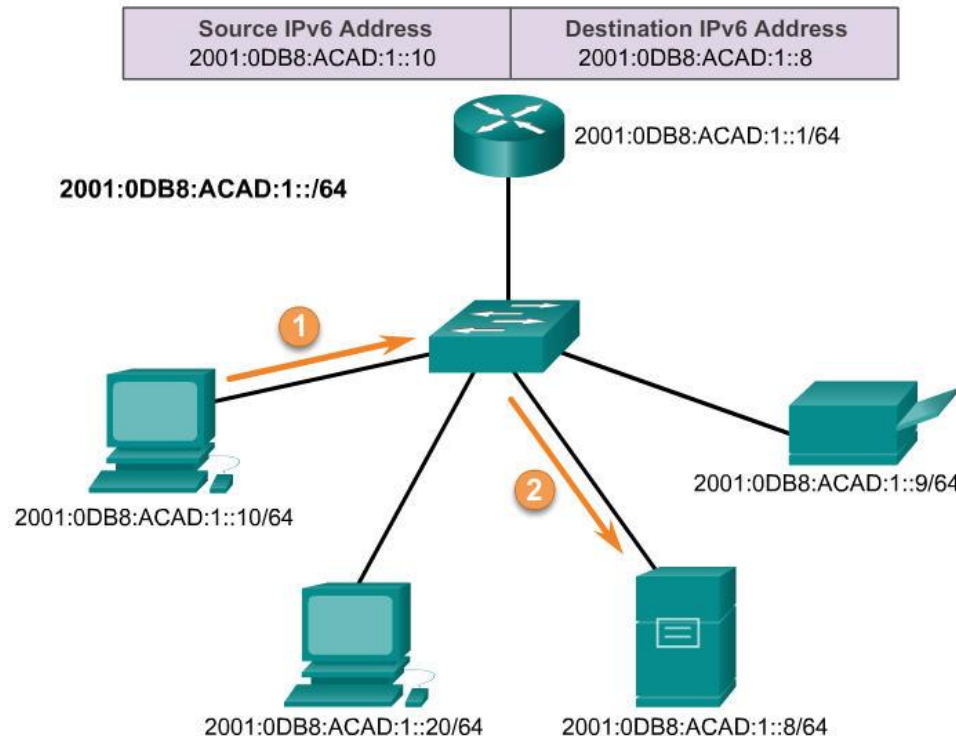 Source IPv6 Address
2001:0DB8:ACAD:1::10
Destination IPv6 Address
2001:0DB8:ACAD:1::8
2001:0DB8:ACAD:1::1/64
2001:0DB8:ACAD:1::/64
1
2001:0DB8:ACAD:1::10/64
2
2001:0DB8:ACAD:1::9/64
2001:0DB8:ACAD:1::20/64
2001:0DB8:ACAD:1::8/64